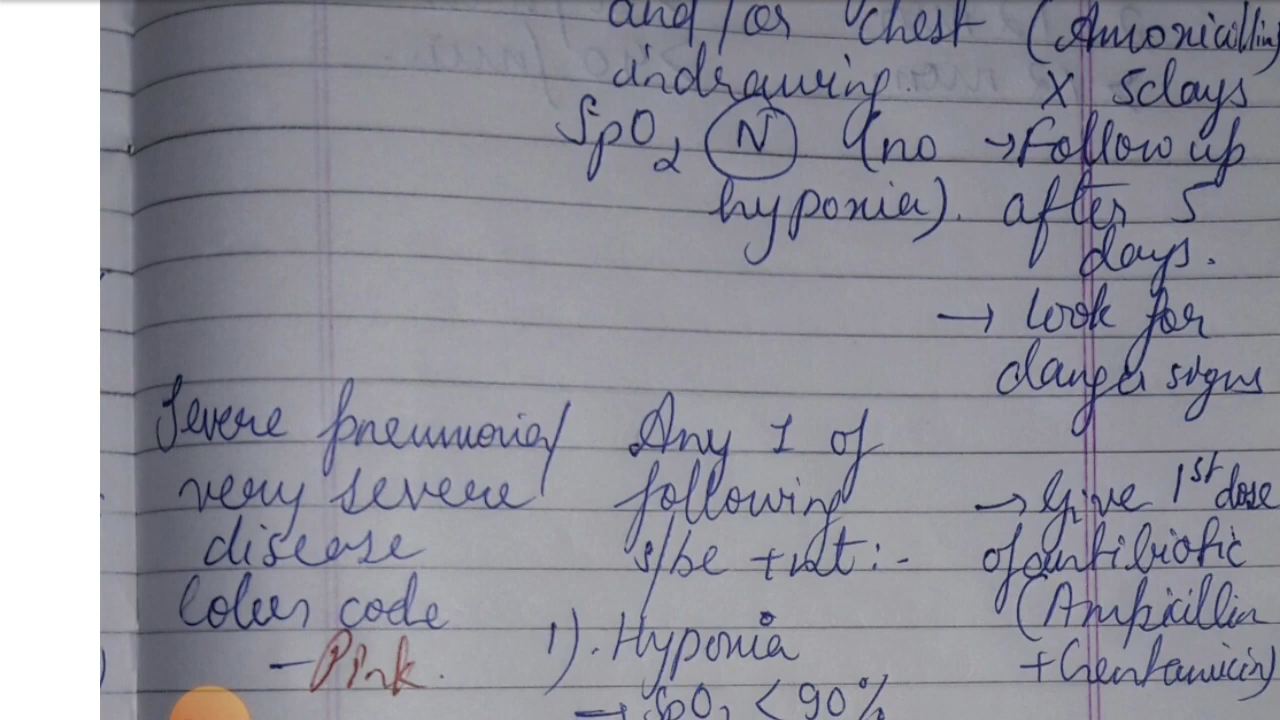 and/or chest (Amoxicillin)
indrawing. X 5days
SpO2 (N) (no → Follow up
hypoxia). after 5
days.
→ look for
danger signs
Severe pneumonia/ Any 1 of
very severe following → Give 1st dose
disease s/be +nt :- of antibiotic
Colour code (Ampicillin
- Pink. 1). Hypoxia + Gentamicin)
→ SpO2 < 90%